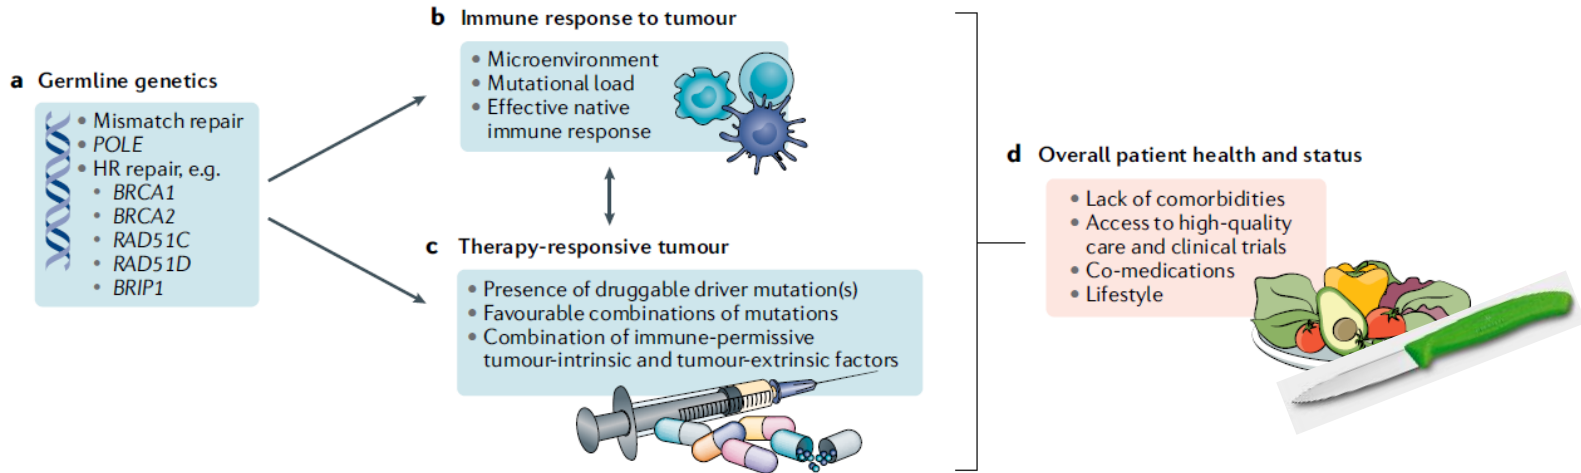 a Germline genetics
• Mismatch repair
• POLE
• HR repair, e.g.
• BRCA1
• BRCA2
• RAD51C
• RAD51D
• BRIP1
b Immune response to tumour
• Microenvironment
• Mutational load
• Effective native
immune response
c Therapy-responsive tumour
• Presence of druggable driver mutation(s)
• Favourable combinations of mutations
• Combination of immune-permissive
tumour-intrinsic and tumour-extrinsic factors
d Overall patient health and status
• Lack of comorbidities
• Access to high-quality
care and clinical trials
• Co-medications
• Lifestyle